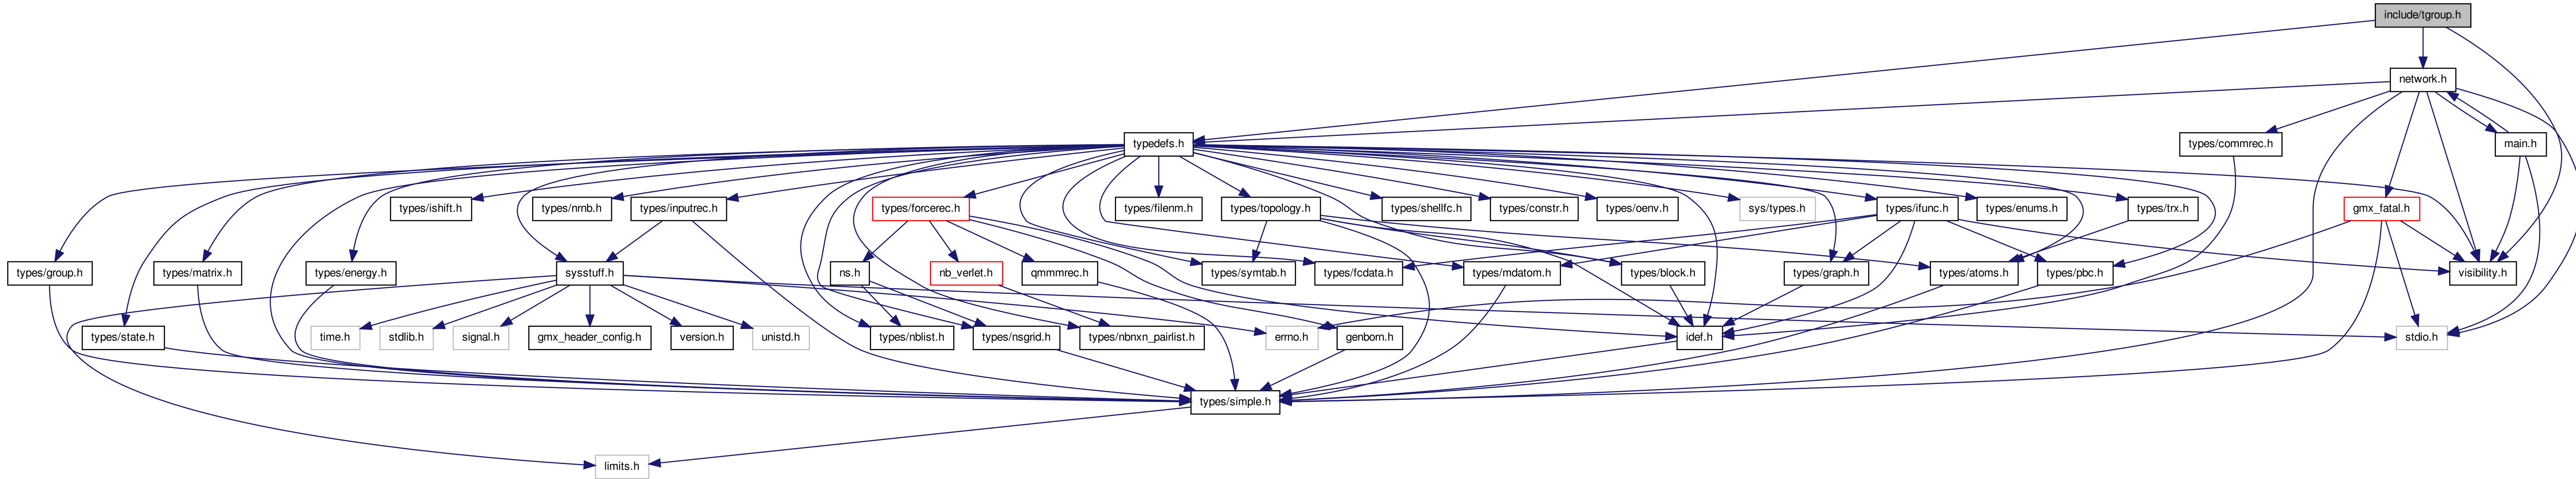 include/tgroup.h
network.h
typedefs.h
types/commrec.h
main.h
types/ishift.h
types/nrnb.h
types/inputrec.h
types/forcerec.h
types/filenm.h
types/topology.h
types/shellfc.h
types/constr.h
types/oenv.h
sys/types.h
types/ifunc.h
types/enums.h
types/trx.h
gmx_fatal.h
types/group.h
types/matrix.h
types/energy.h
sysstuff.h
ns.h
nb_verlet.h
qmmmrec.h
types/symtab.h
types/fcdata.h
types/mdatom.h
types/block.h
types/graph.h
types/atoms.h
types/pbc.h
visibility.h
types/state.h
time.h
stdlib.h
signal.h
gmx_header_config.h
version.h
unistd.h
types/nblist.h
types/nsgrid.h
types/nbnxn_pairlist.h
errno.h
genborn.h
idef.h
stdio.h
types/simple.h
limits.h